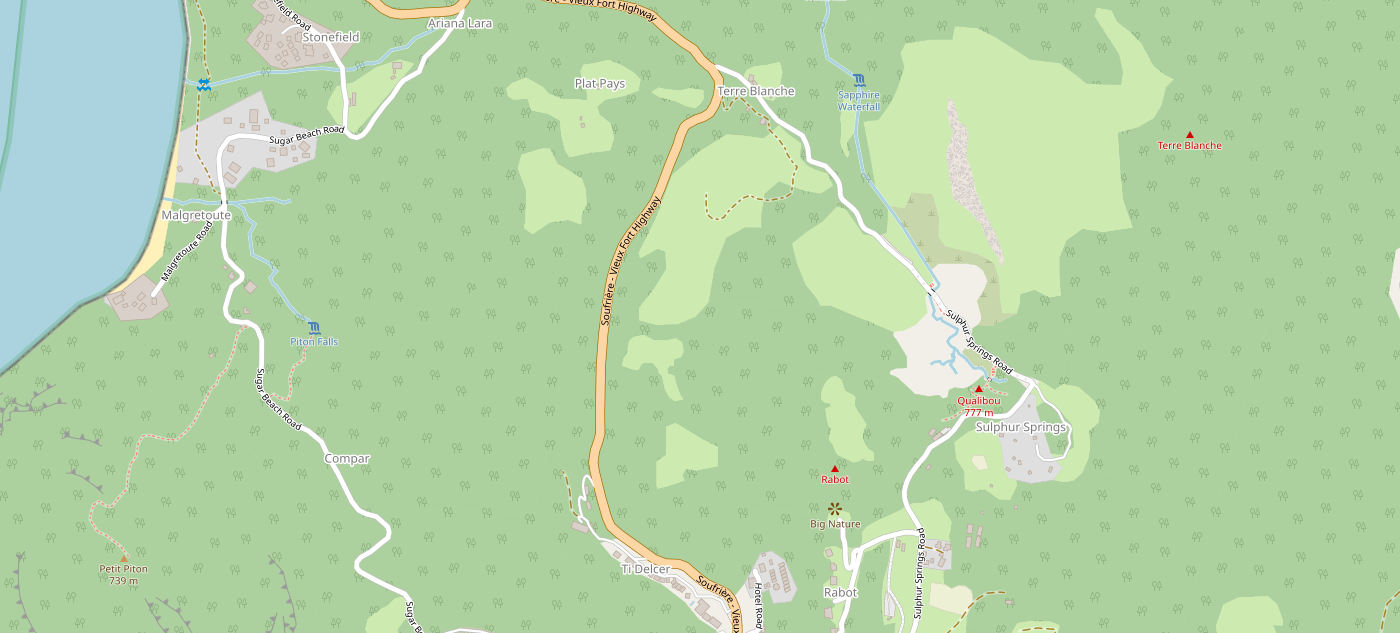 Stonefield
Ariana Lara
Vieux Fort Highway
Plat Pays
Terre Blanche
Sapphire
Waterfall
Terre Blanche
Sugar Beach Road
Malgretoute
Malgretoute Road
Soufrière - Vieux Fort Highway
Piton Falls
Sulphur Springs Road
Sugar Beach Road
Qualibou
777 m
Sulphur Springs
Compar
Rabot
Big Nature
Petit Piton
739 m
Ti Delcer
Rabot
Sulphur Springs Road
Hotel Road
Soufrière - Vieux
Sugar B